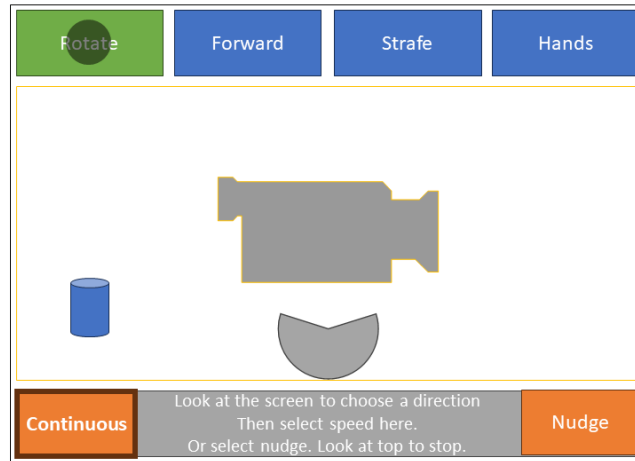 Rotate
Forward
Strafe
Hands
Continuous
Look at the screen to choose a direction
Then select speed here.
Or select nudge. Look at top to stop.
Nudge